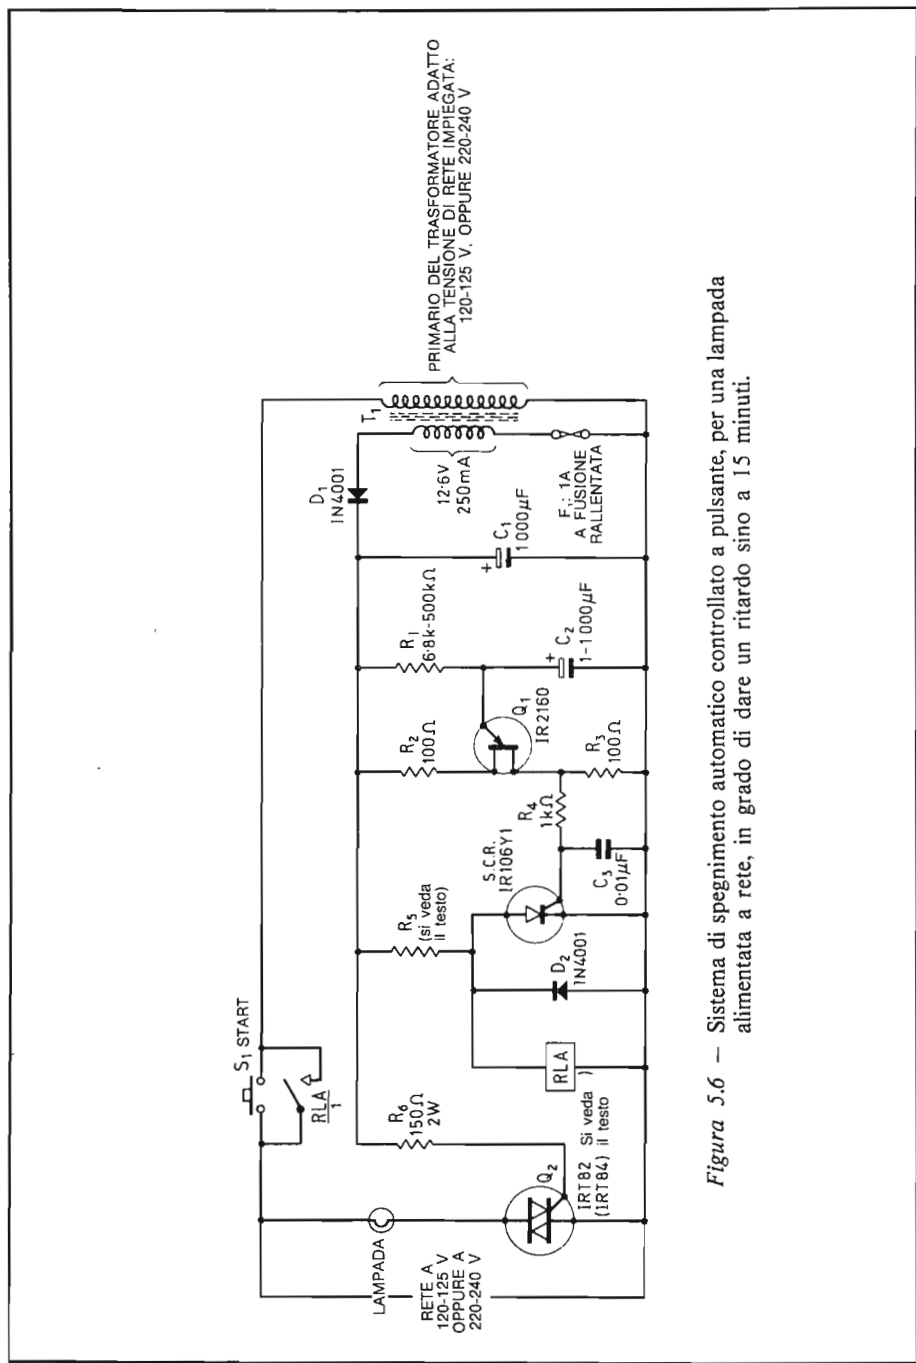 S1 START
RLA
1
LAMPADA
RETE A
120-125 V
OPPURE A
220-240 V
R6
150Ω
2W
Q2
IRT82
(IRT84)
Si veda
il testo
RLA
D2
1N4001
R5
(si veda
il testo)
S.C.R.
IR106Y1
C3
0·01μF
R4
1kΩ
R2
100Ω
Q1
IR2160
R3
100Ω
R1
6·8k-500kΩ
+
C2
1-1000μF
+
C1
1000μF
D1
1N4001
12·6V
250mA
F1: 1A
A FUSIONE
RALLENTATA
T1
PRIMARIO DEL TRASFORMATORE ADATTO
ALLA TENSIONE DI RETE IMPIEGATA:
120-125 V, OPPURE 220-240 V
Figura 5.6 — Sistema di spegnimento automatico controllato a pulsante, per una lampada
alimentata a rete, in grado di dare un ritardo sino a 15 minuti.